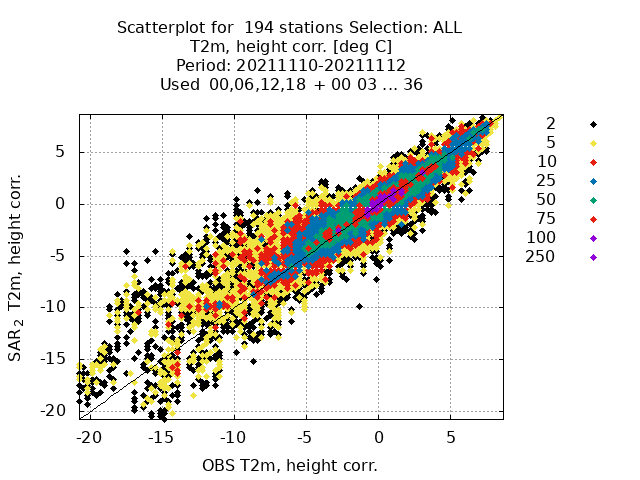 Scatterplot for  194 stations Selection: ALL
T2m, height corr. [deg C]
Period: 20211110-20211112
Used  00,06,12,18 + 00 03 ... 36
2
5
10
25
50
75
100
250
5
0
-5
-10
-15
-20
SAR2  T2m, height corr.
-20 -15 -10 -5 0 5
OBS T2m, height corr.